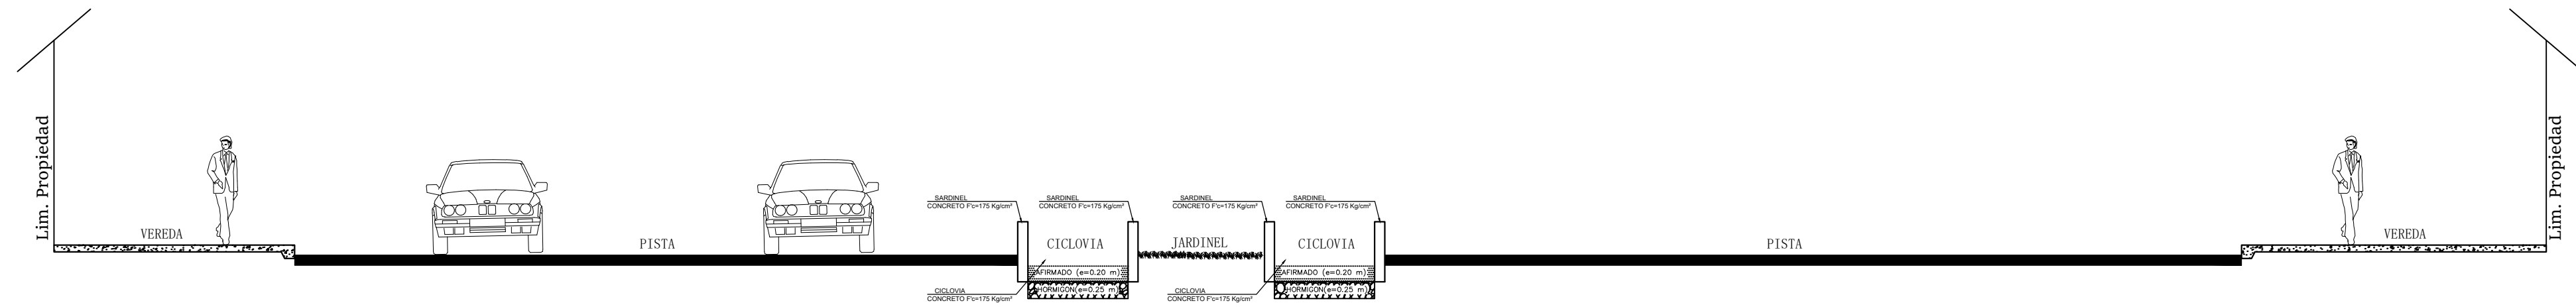 Lim. Propiedad
VEREDA
PISTA
SARDINEL
CONCRETO F'c=175 Kg/cm²
SARDINEL
CONCRETO F'c=175 Kg/cm²
CICLOVIA
AFIRMADO (e=0.20 m)
HORMIGON(e=0.25 m)
CICLOVIA
CONCRETO F'c=175 Kg/cm²
JARDINEL
SARDINEL
CONCRETO F'c=175 Kg/cm²
SARDINEL
CONCRETO F'c=175 Kg/cm²
CICLOVIA
AFIRMADO (e=0.20 m)
HORMIGON(e=0.25 m)
CICLOVIA
CONCRETO F'c=175 Kg/cm²
PISTA
VEREDA
Lim. Propiedad